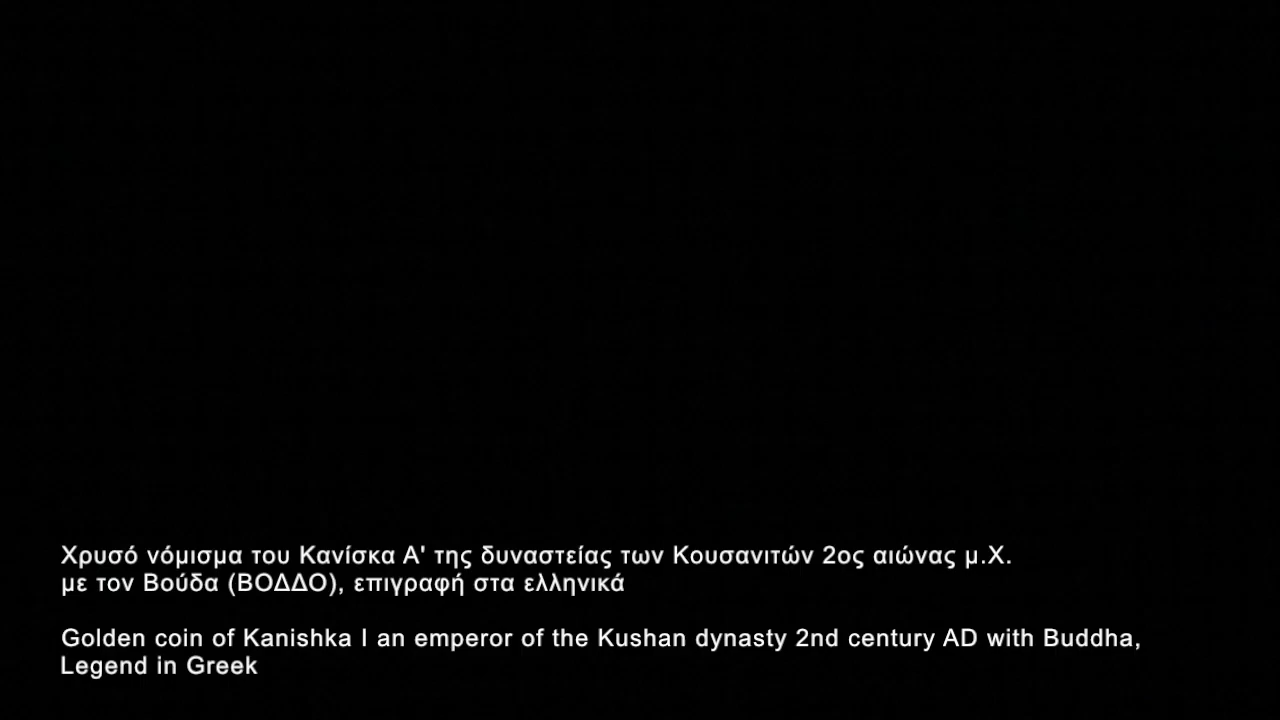 Χρυσό νόμισμα του Κανίσκα Α' της δυναστείας των Κουσανιτών 2ος αιώνας μ.Χ.
με τον Βούδα (ΒΟΔΔΟ), επιγραφή στα ελληνικά
Golden coin of Kanishka I an emperor of the Kushan dynasty 2nd century AD with Buddha,
Legend in Greek